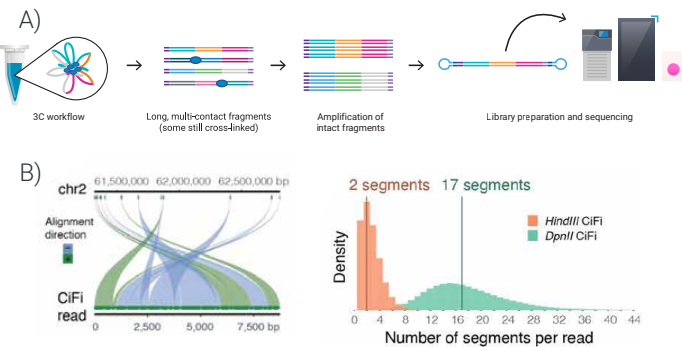 A)
3C workflow
Long, multi-contact fragments
(some still cross-linked)
Amplification of
intact fragments
Library preparation and sequencing
B)
61,500,000 62,000,000 62,500,000 bp
chr2
Alignment
direction
CiFi
read
0 2,500 5,000 7,500 bp
2 segments 17 segments
HindIII CiFi
DpnII CiFi
Density
0 4 8 12 16 20 24 28 32 36 40 44
Number of segments per read